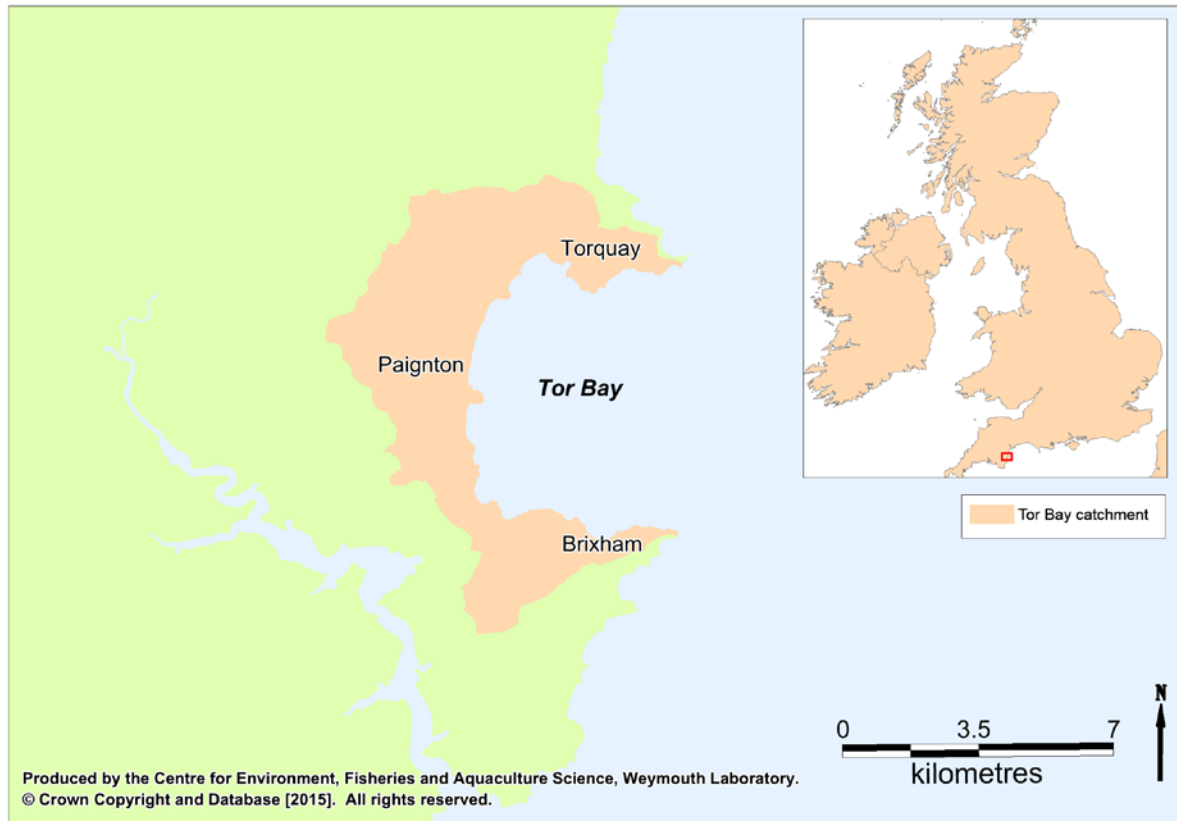 Torquay
Paignton
Tor Bay
Brixham
Tor Bay catchment
N
0 3.5 7
kilometres
Produced by the Centre for Environment, Fisheries and Aquaculture Science, Weymouth Laboratory.
© Crown Copyright and Database [2015]. All rights reserved.